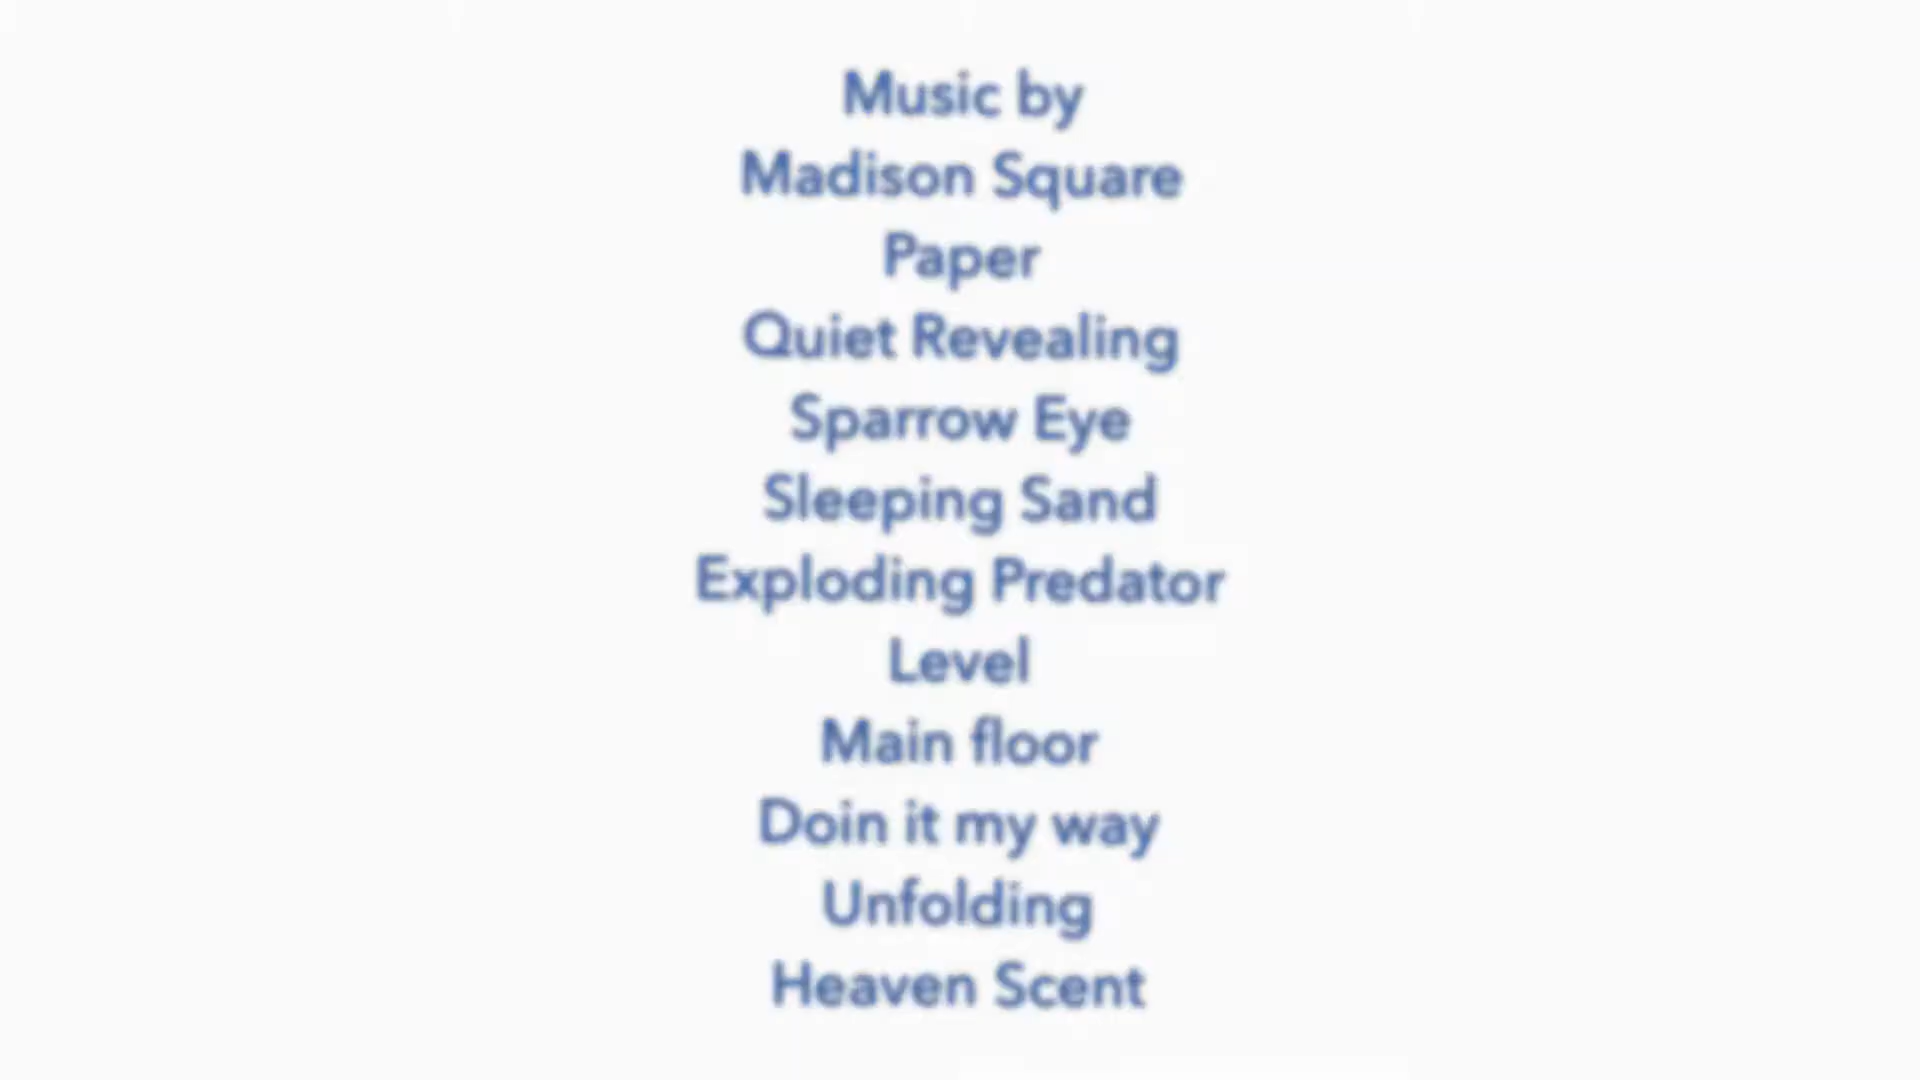 Music by
Madison Square
Paper
Quiet Revealing
Sparrow Eye
Sleeping Sand
Exploding Predator
Level
Main floor
Doin it my way
Unfolding
Heaven Scent